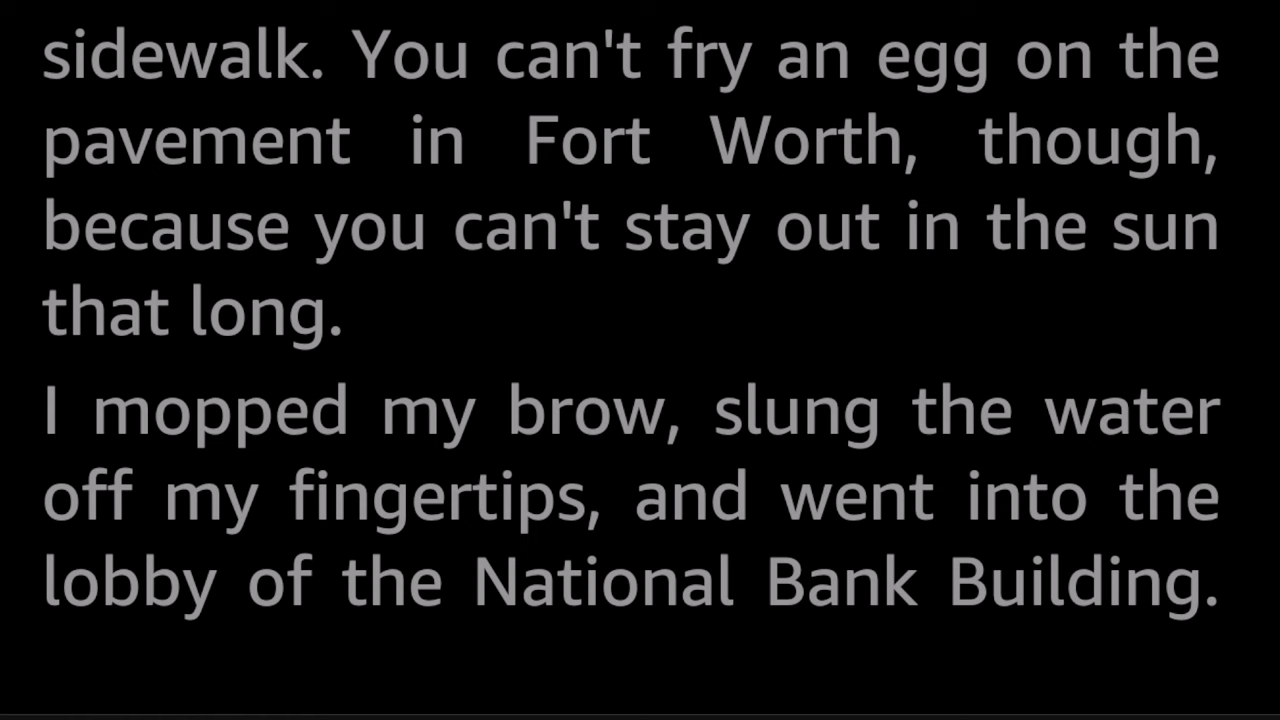 sidewalk. You can't fry an egg on the
pavement in Fort Worth, though,
because you can't stay out in the sun
that long.
I mopped my brow, slung the water
off my fingertips, and went into the
lobby of the National Bank Building.